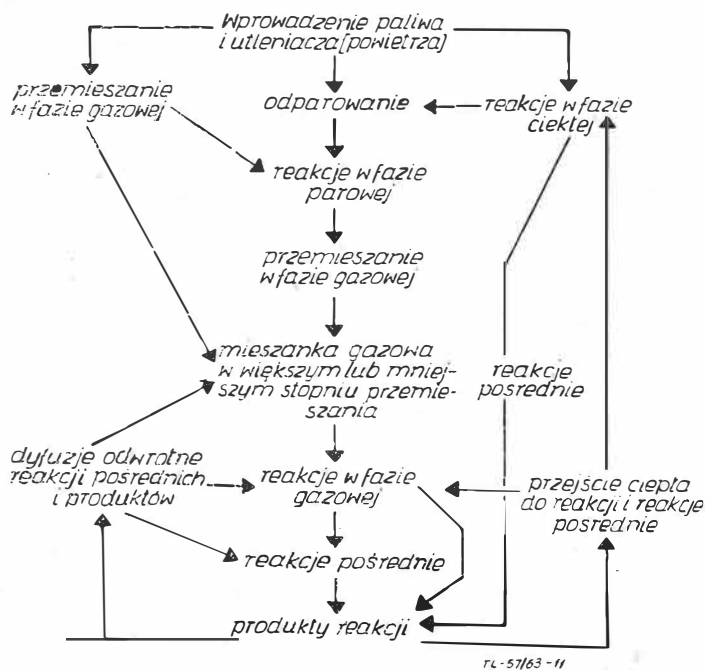 Wprowadzenie paliwa
i utleniacza [powietrza]
przemieszanie
w fazie gazowej
odparowanie
reakcje w fazie
ciekłej
reakcje w fazie
parowej
przemieszanie
w fazie gazowej
mieszanka gazowa
w większym lub mniej-
szym stopniu przemie-
szania
reakcje
pośrednie
dyfuzje odwrotne
reakcji pośrednich
i produktów
reakcje w fazie
gazowej
przejście ciepła
do reakcji i reakcje
pośrednie
reakcje pośrednie
produkty reakcji
TL-57/63-11